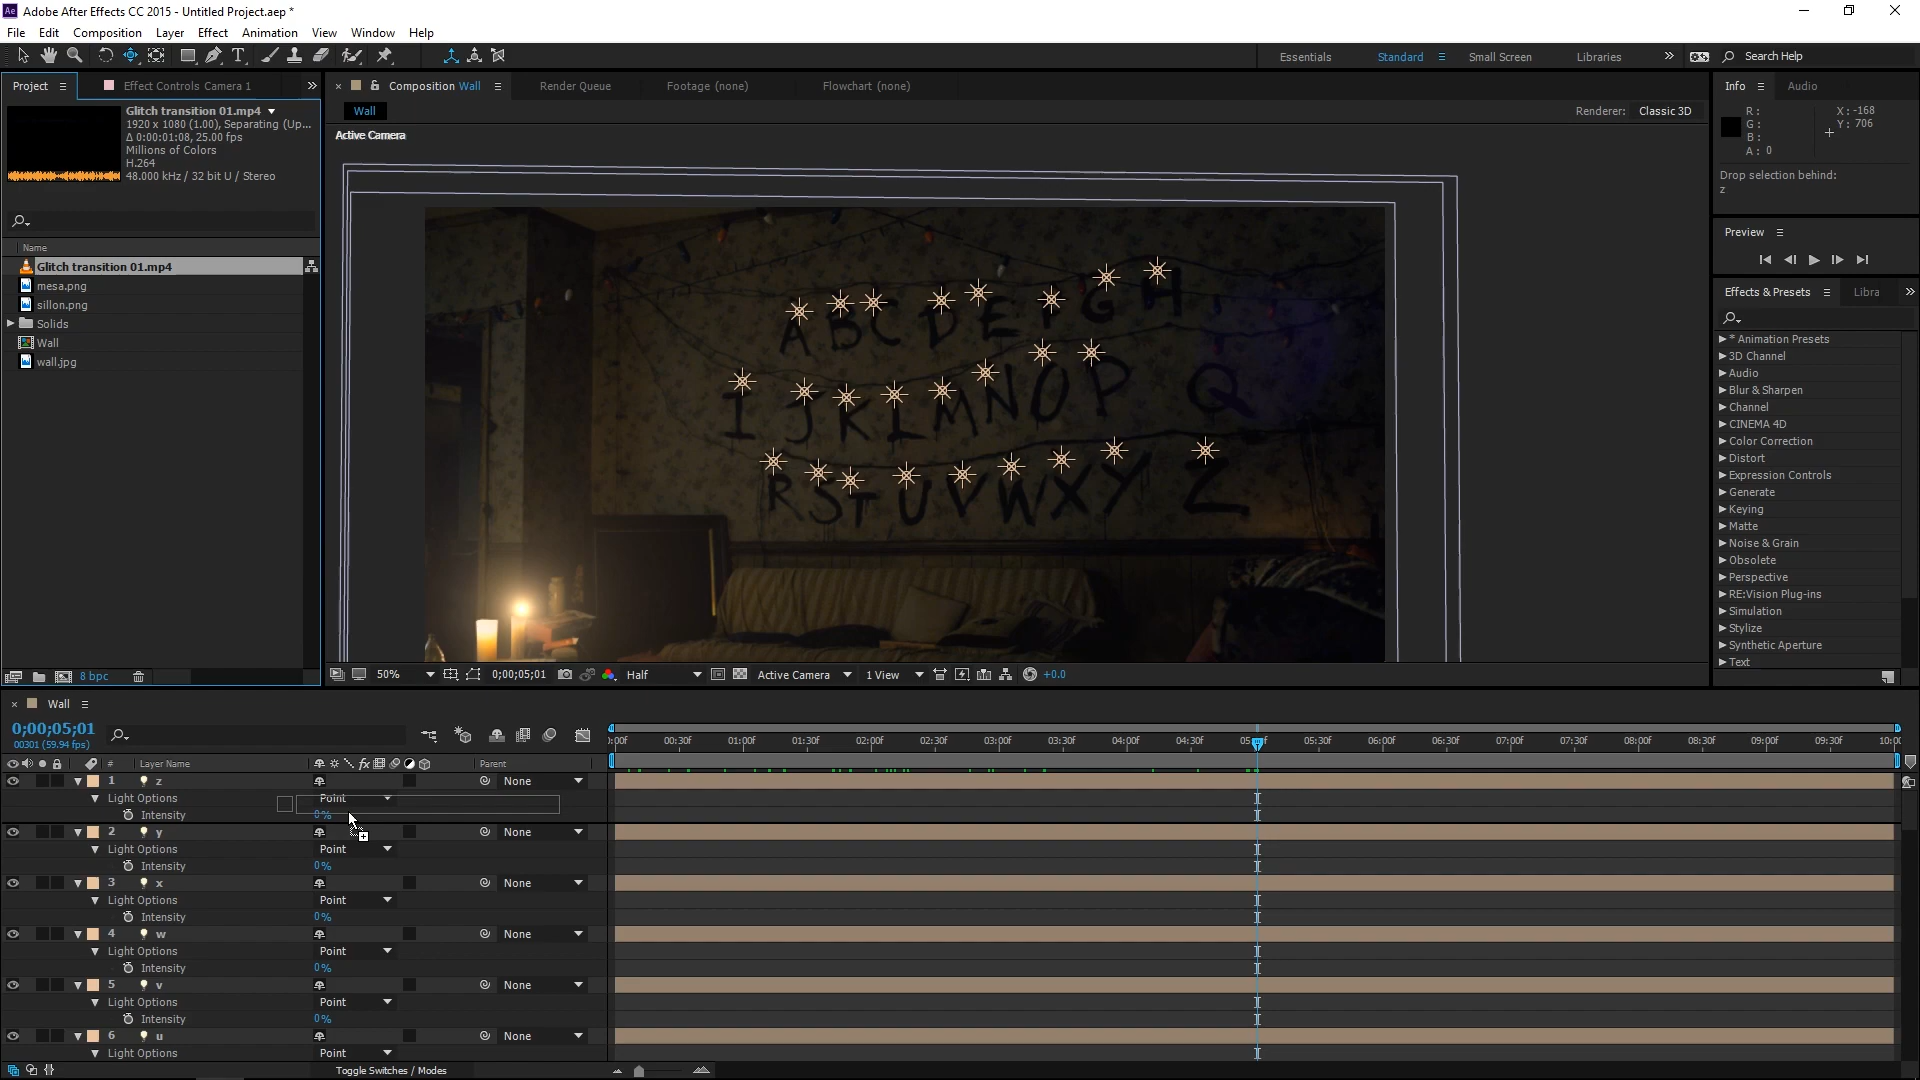 Adobe After Effects CC 2015 - Untitled Project.aep *
File Edit Composition Layer Effect Animation View Window Help
Essentials Standard Small Screen Libraries Search Help
Project Effect Controls Camera 1
Glitch transition 01.mp4
1920 x 1080 (1.00), Separating (Up...
Δ 0:00:01:08, 25.00 fps
Millions of Colors
H.264
48.000 kHz / 32 bit U / Stereo
Name
Glitch transition 01.mp4
mesa.png
sillon.png
Solids
Wall
wall.jpg
8 bpc
Composition Wall Render Queue Footage (none) Flowchart (none)
Wall
Renderer: Classic 3D
Active Camera
A B C D E F G H
I J K L M N O P Q
R S T U V W X Y Z
50% 0;00;05;01 Half Active Camera 1 View +0.0
Info Audio
R: X: -168
G: Y: 706
B:
A: 0
Drop selection behind:
z
Preview
Effects & Presets Libra
* Animation Presets
3D Channel
Audio
Blur & Sharpen
Channel
CINEMA 4D
Color Correction
Distort
Expression Controls
Generate
Keying
Matte
Noise & Grain
Obsolete
Perspective
RE:Vision Plug-ins
Simulation
Stylize
Synthetic Aperture
Text
Wall
0;00;05;01
00301 (59.94 fps)
:00f 00:30f 01:00f 01:30f 02:00f 02:30f 03:00f 03:30f 04:00f 04:30f 05:00f 05:30f 06:00f 06:30f 07:00f 07:30f 08:00f 08:30f 09:00f 09:30f 10:00
# Layer Name fx Parent
1 z None
Light Options Point
Intensity 0%
2 y None
Light Options Point
Intensity 0%
3 x None
Light Options Point
Intensity 0%
4 w None
Light Options Point
Intensity 0%
5 v None
Light Options Point
Intensity 0%
6 u None
Light Options Point
Toggle Switches / Modes